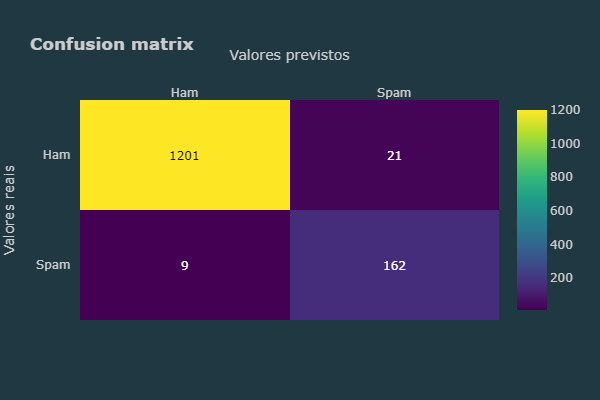 Confusion matrix
Valores previstos
Ham Spam
Valores reais
Ham 1201 21
Spam 9 162
1200
1000
800
600
400
200